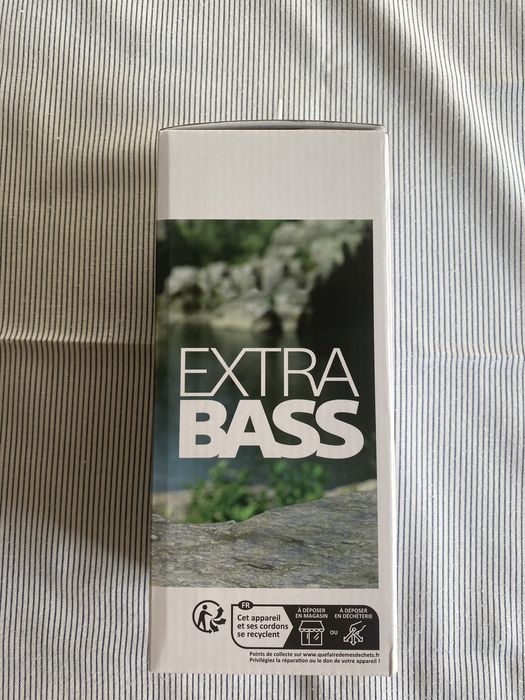 EXTRA
BASS
FR
Cet appareil
et ses cordons
se recyclent
À DÉPOSER
EN MAGASIN
OU
À DÉPOSER
EN DÉCHÈTERIE
Points de collecte sur www.quefairedemesdechets.fr
Privilégiez la réparation ou le don de votre appareil !